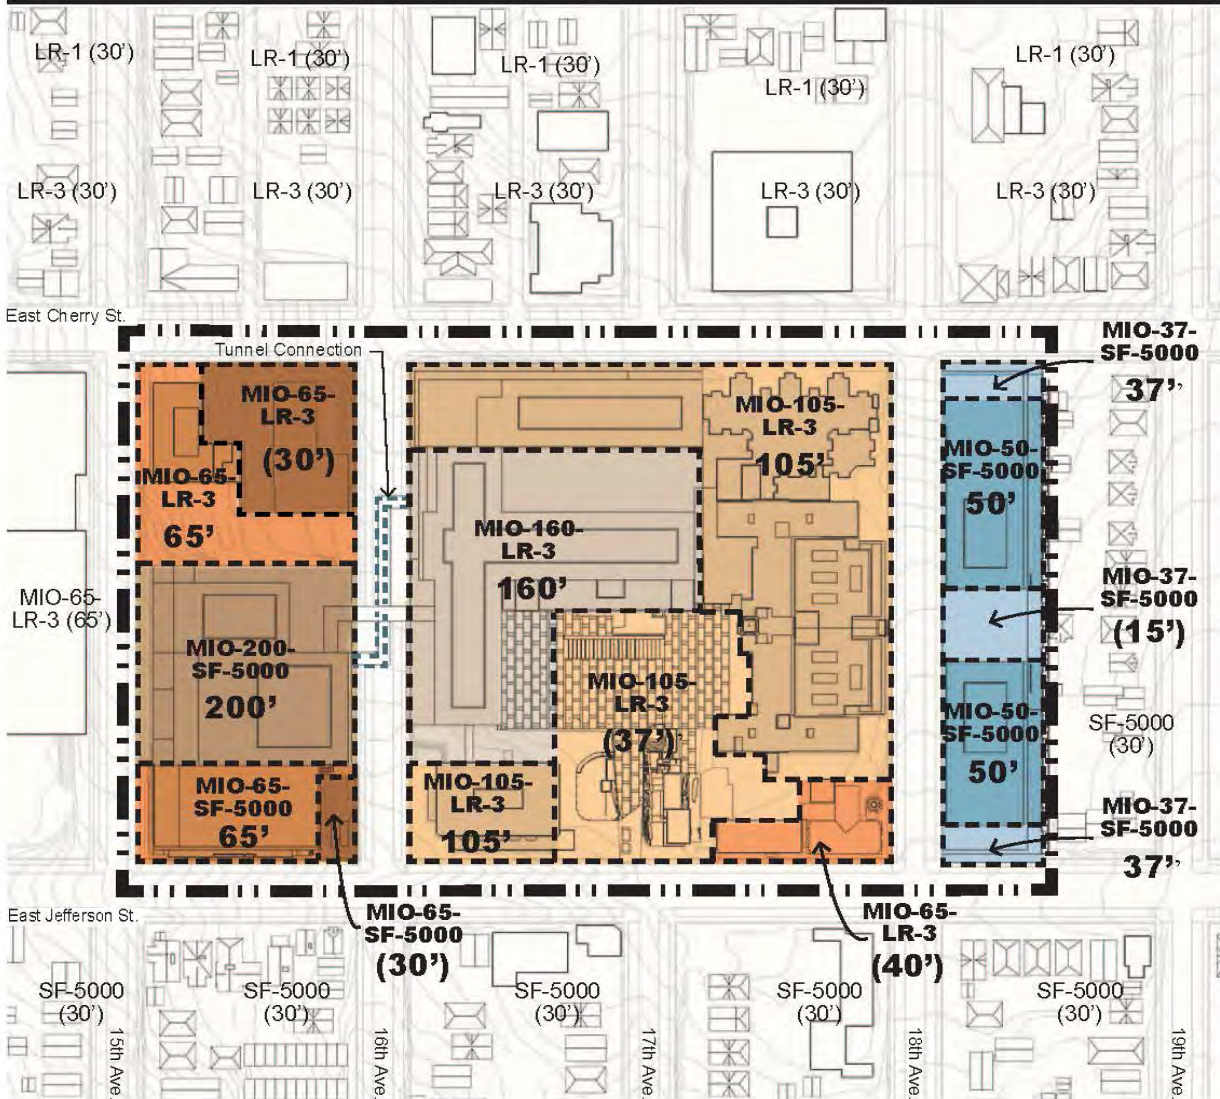 LR-1 (30')
LR-1 (30')
LR-1 (30')
LR-1 (30')
LR-1 (30')
LR-3 (30')
LR-3 (30')
LR-3 (30')
LR-3 (30')
LR-3 (30')
East Cherry St.
Tunnel Connection
MIO-37-
SF-5000
37'
MIO-65-
LR-3
(30')
MIO-105-
LR-3
105'
MIO-65-
LR-3
65'
MIO-50-
SF-5000
50'
MIO-160-
LR-3
160'
MIO-65-
LR-3 (65')
MIO-37-
SF-5000
(15')
MIO-200-
SF-5000
200'
MIO-105-
LR-3
(37')
MIO-50-
SF-5000
50'
SF-5000
(30')
MIO-65-
SF-5000
65'
MIO-105-
LR-3
105'
MIO-37-
SF-5000
37'
East Jefferson St.
MIO-65-
SF-5000
(30')
MIO-65-
LR-3
(40')
SF-5000
(30')
SF-5000
(30')
SF-5000
(30')
SF-5000
(30')
SF-5000
(30')
15th Ave.
16th Ave.
17th Ave.
18th Ave.
19th Ave.